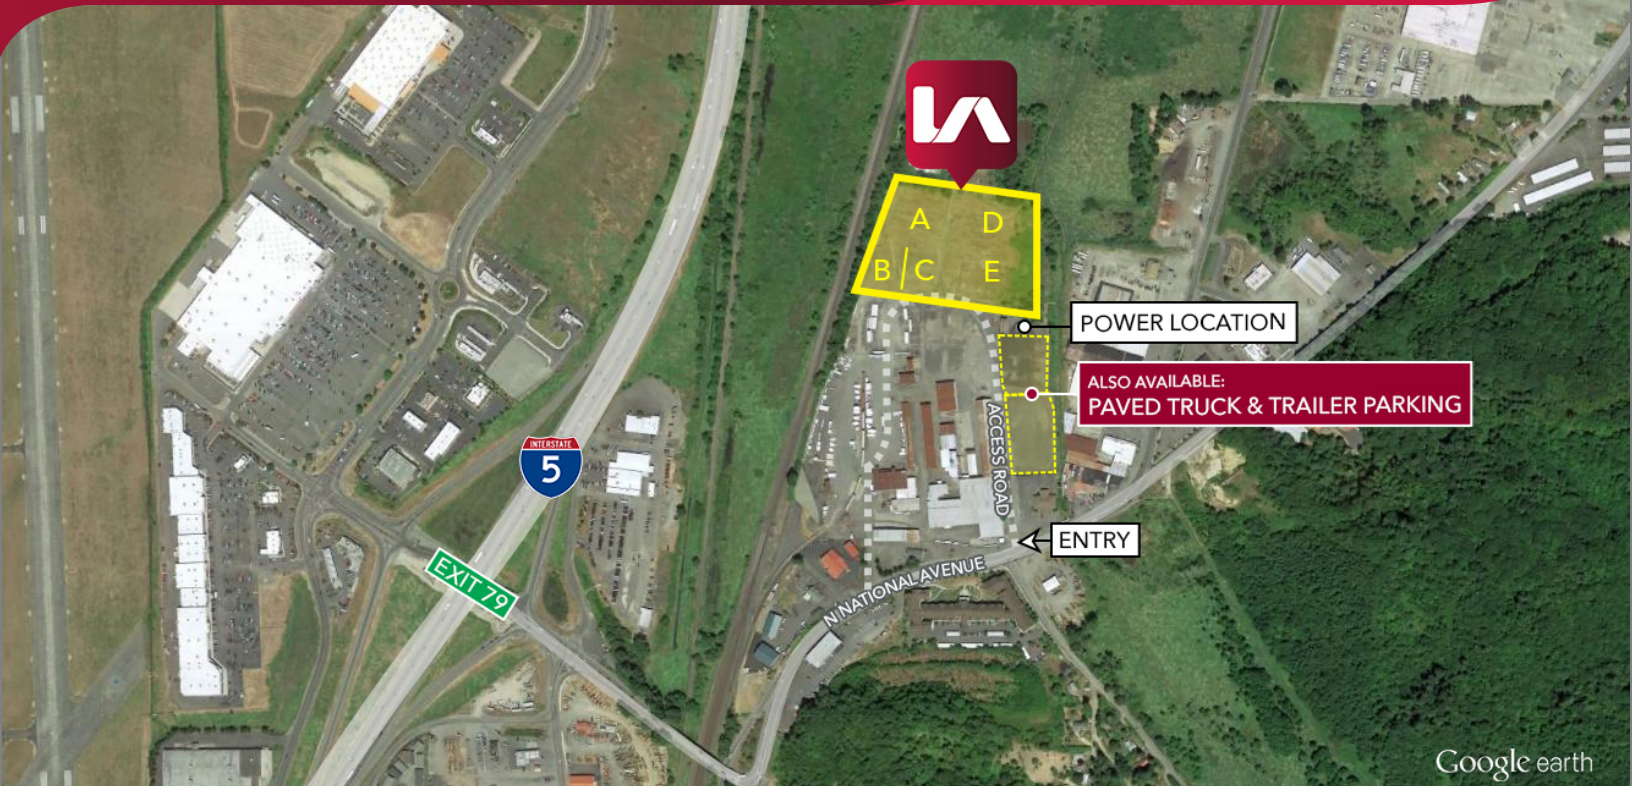 A
D
B
C
E
POWER LOCATION
ALSO AVAILABLE:
PAVED TRUCK & TRAILER PARKING
ACCESS ROAD
INTERSTATE
5
ENTRY
EXIT 79
N NATIONAL AVENUE
Google earth